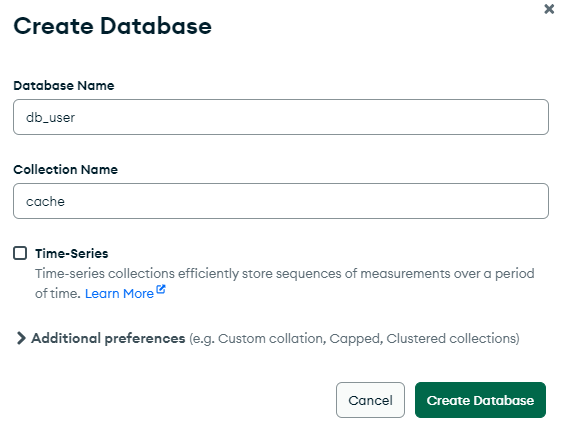 Create Database
Database Name
db_user
Collection Name
cache
Time-Series
Time-series collections efficiently store sequences of measurements over a period
of time. Learn More
Additional preferences (e.g. Custom collation, Capped, Clustered collections)
Cancel
Create Database